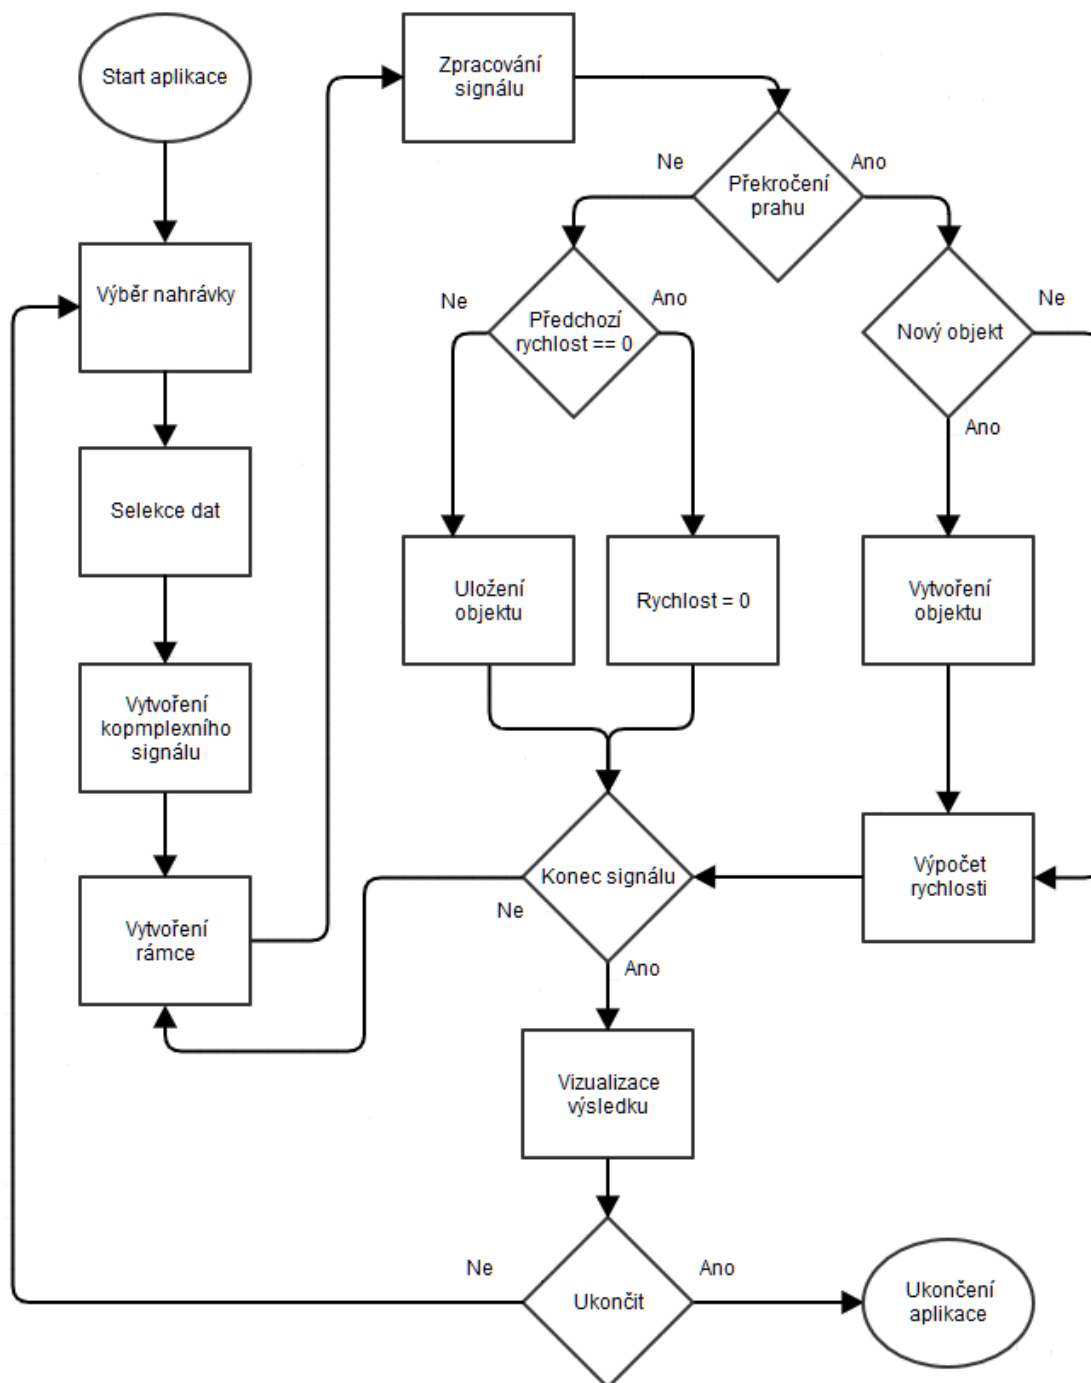 Start aplikace
Výběr nahrávky
Selekce dat
Vytvoření
kopmplexního
signálu
Vytvoření
rámce
Zpracování
signálu
Překročení
prahu
Ne
Ano
Předchozí
rychlost == 0
Ne
Ano
Nový objekt
Ne
Ano
Uložení
objektu
Rychlost = 0
Vytvoření
objektu
Výpočet
rychlosti
Konec signálu
Ne
Ano
Vizualizace
výsledku
Ukončit
Ne
Ano
Ukončení
aplikace